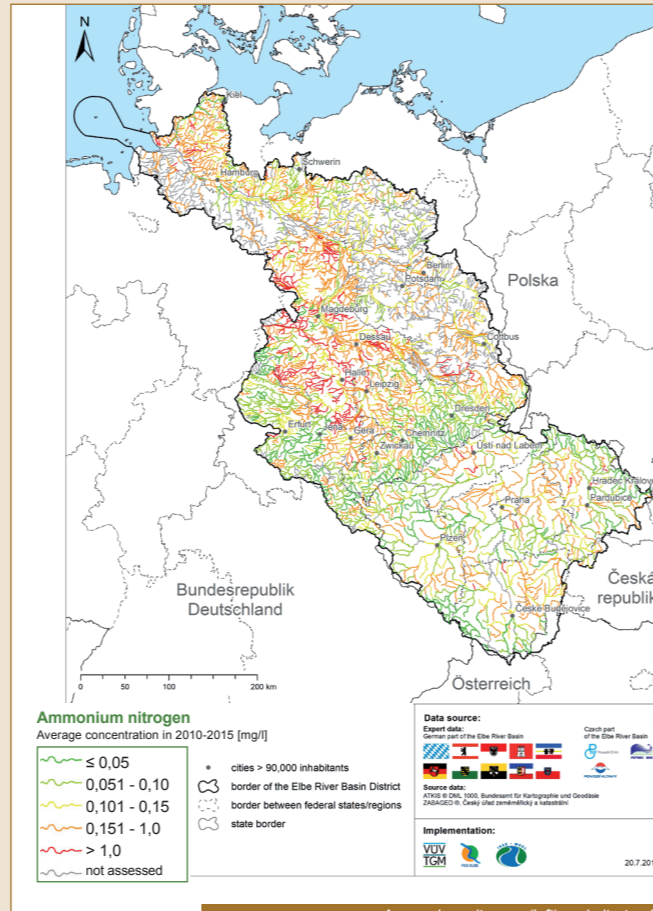 N
Kiel
Schwerin
Hamburg
Berlin
Potsdam
Polska
Magdeburg
Dessau
Cottbus
Halle
Leipzig
Dresden
Erfurt
Jena
Gera
Chemnitz
Zwickau
Ústí nad Labem
Hradec Králové
Praha
Pardubice
Plzeň
Bundesrepublik
Deutschland
Česká
republik
České Budějovice
Österreich
0 50 100 200 km
Ammonium nitrogen
Average concentration in 2010-2015 [mg/l]
≤ 0,05
0,051 - 0,10
0,101 - 0,15
0,151 - 1,0
> 1,0
not assessed
cities > 90,000 inhabitants
border of the Elbe River Basin District
border between federal states/regions
state border
Data source:
Expert data:
German part of the Elbe River Basin
Czech part
of the Elbe River Basin
Source data:
ATKIS ® DLM 1000, Bundesamt für Kartographie und Geodäsie
ZABAGED ®, Český úřad zeměměřický a katastrální
Implementation:
VÚV
TGM
20.7.201